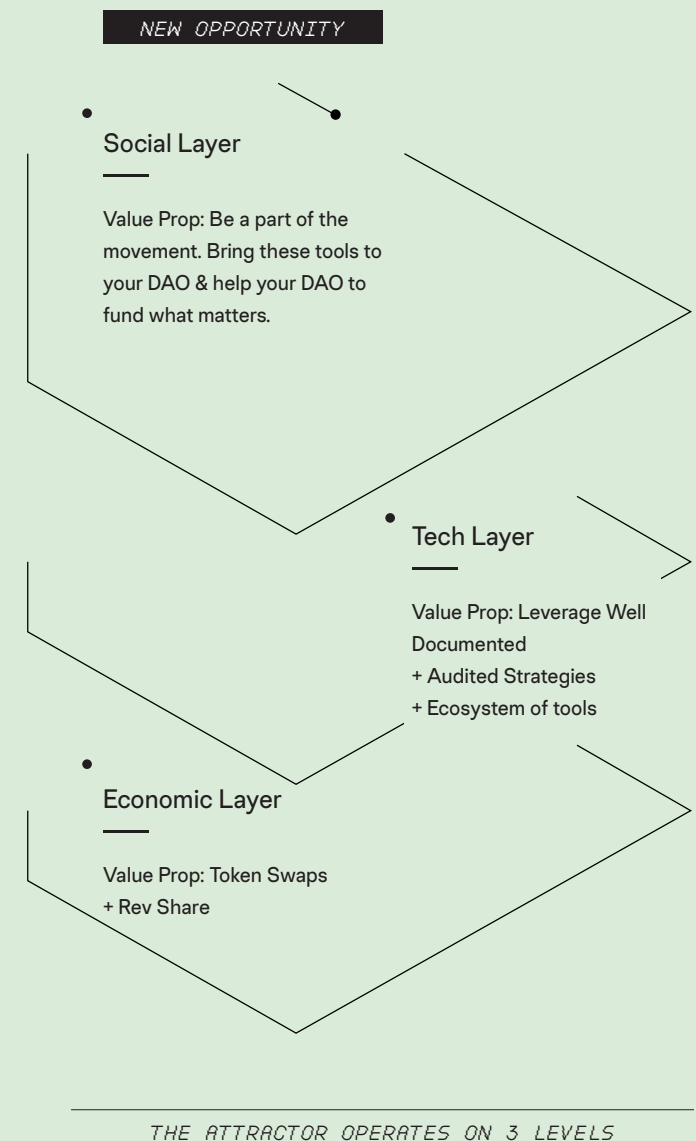 NEW OPPORTUNITY
Social Layer
Value Prop: Be a part of the
movement. Bring these tools to
your DAO & help your DAO to
fund what matters.
Tech Layer
Value Prop: Leverage Well
Documented
+ Audited Strategies
+ Ecosystem of tools
Economic Layer
Value Prop: Token Swaps
+ Rev Share
THE ATTRACTOR OPERATES ON 3 LEVELS